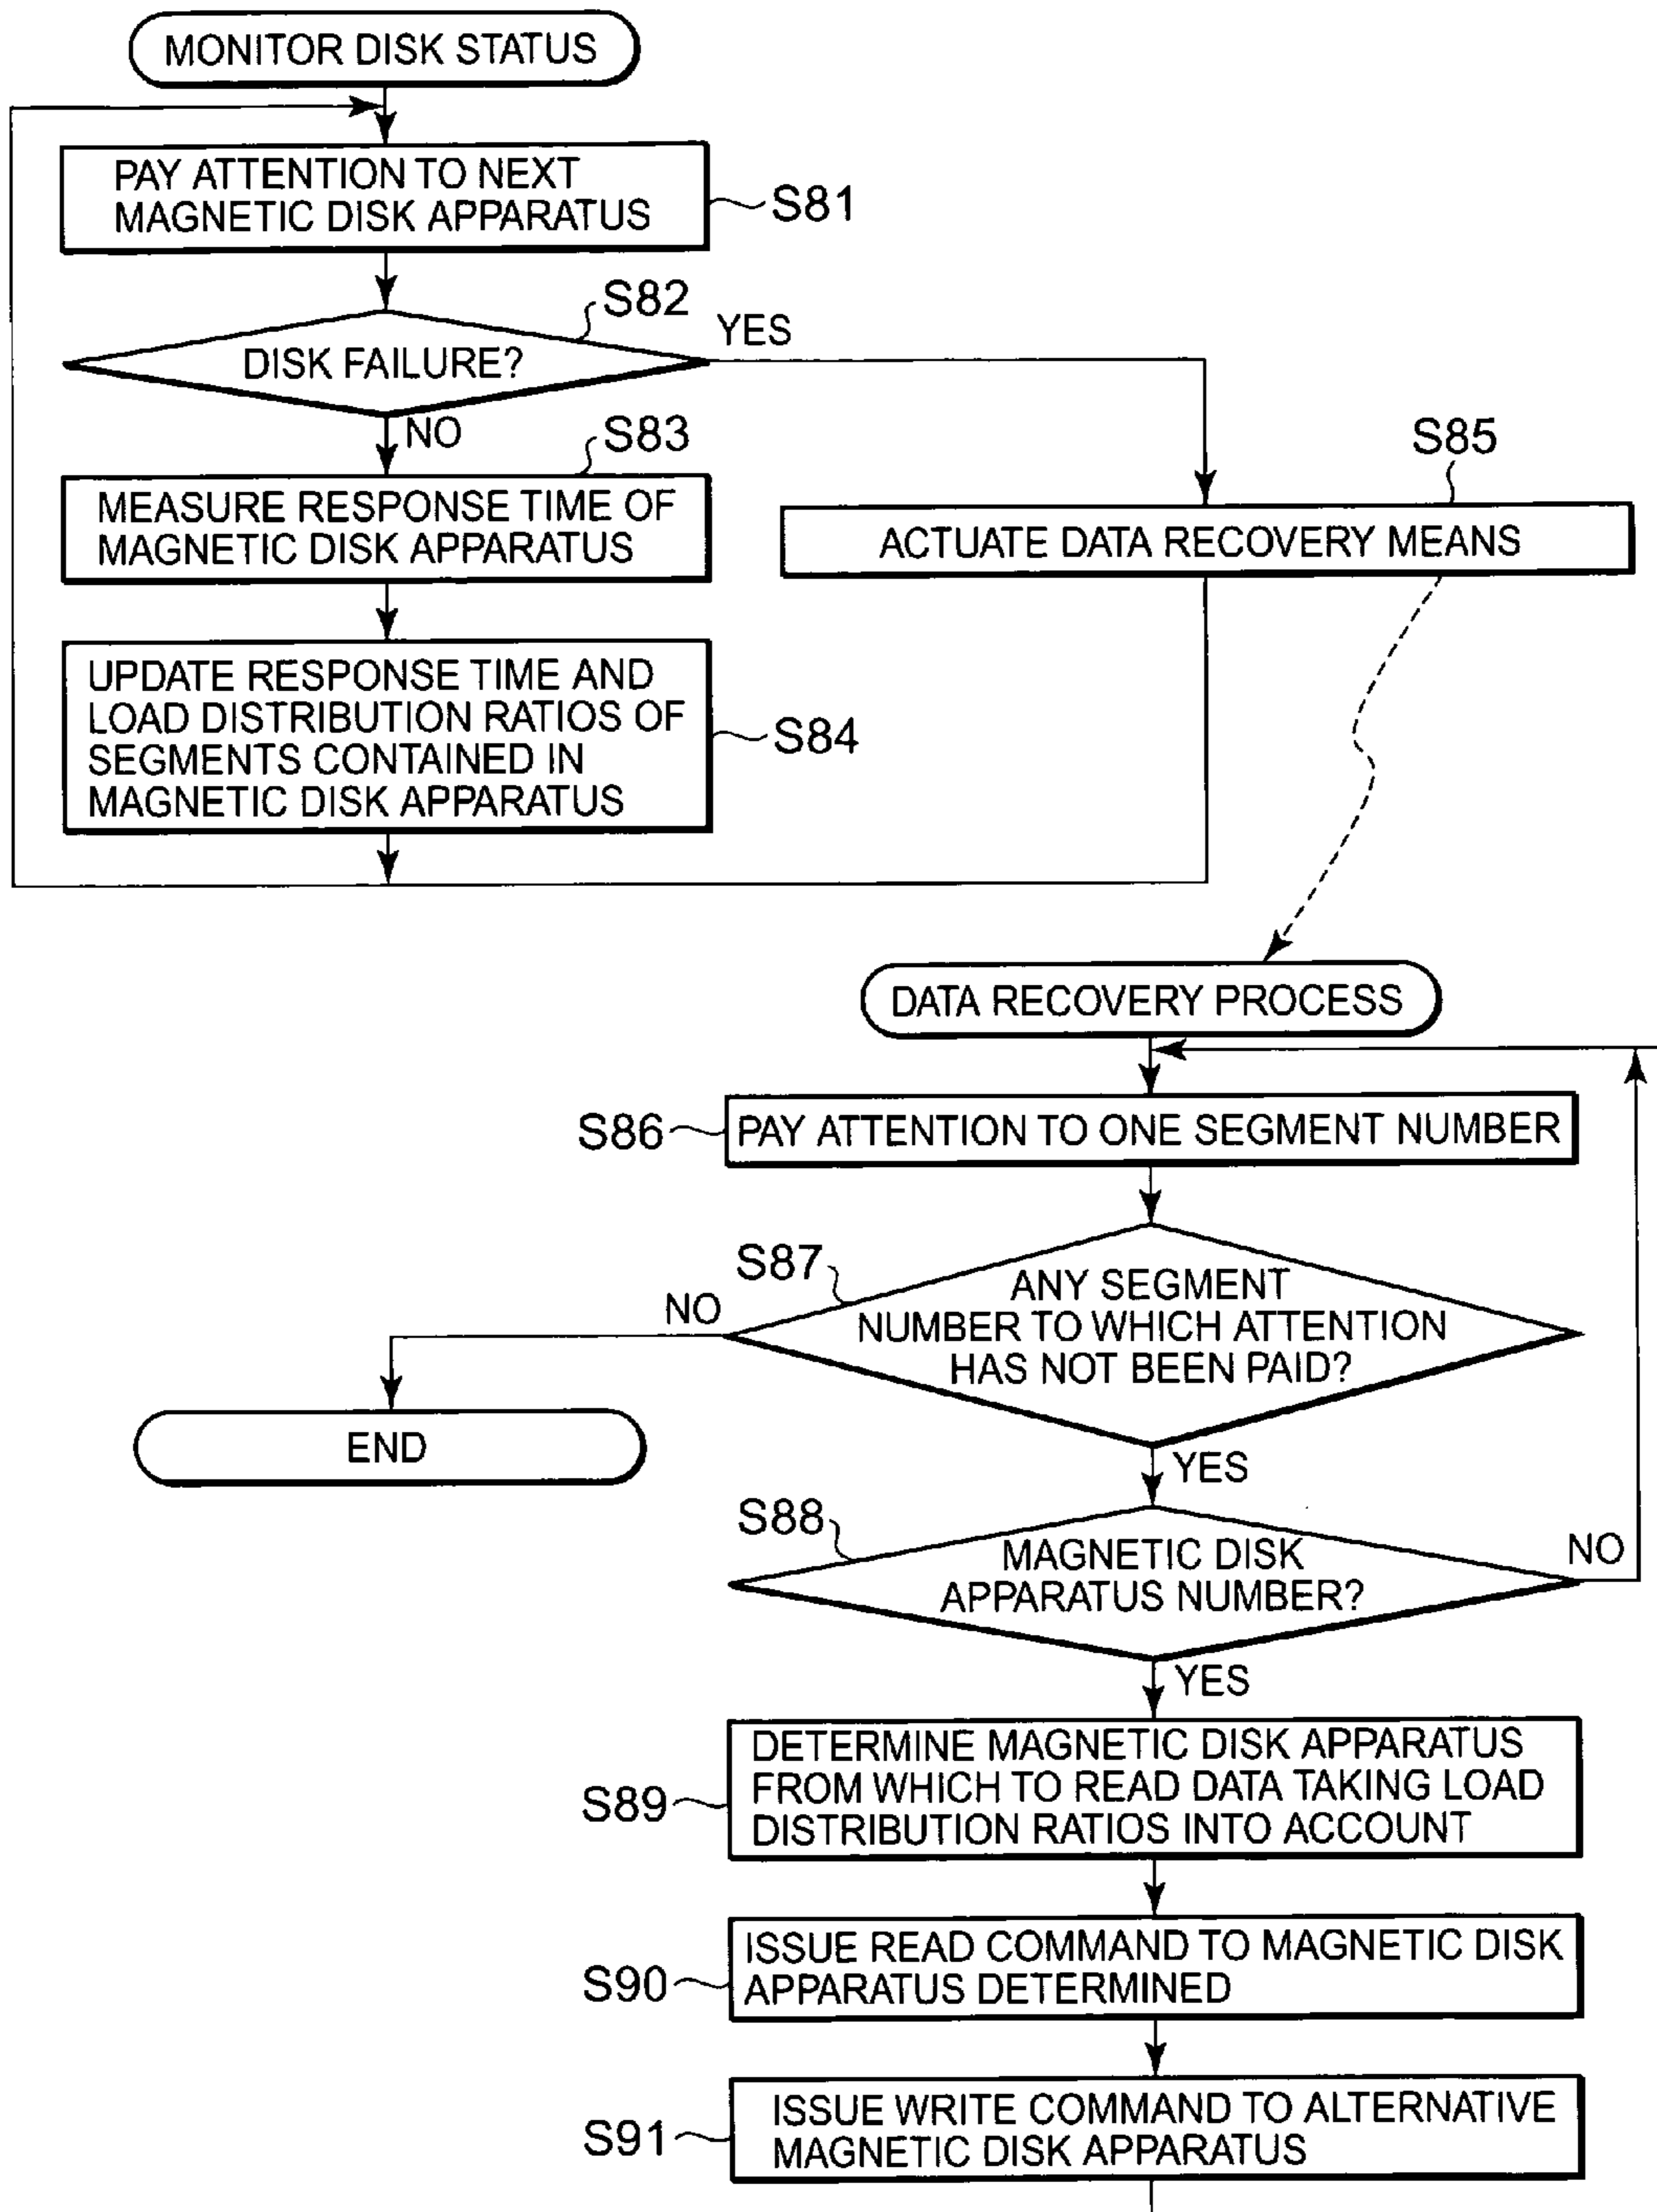 MONITOR DISK STATUS
PAY ATTENTION TO NEXT
MAGNETIC DISK APPARATUS
S81
S82
DISK FAILURE?
YES
NO
S83
MEASURE RESPONSE TIME OF
MAGNETIC DISK APPARATUS
S85
ACTUATE DATA RECOVERY MEANS
UPDATE RESPONSE TIME AND
LOAD DISTRIBUTION RATIOS OF
SEGMENTS CONTAINED IN
MAGNETIC DISK APPARATUS
S84
DATA RECOVERY PROCESS
S86
PAY ATTENTION TO ONE SEGMENT NUMBER
S87
ANY SEGMENT
NUMBER TO WHICH ATTENTION
HAS NOT BEEN PAID?
NO
END
YES
S88
MAGNETIC DISK
APPARATUS NUMBER?
NO
YES
S89
DETERMINE MAGNETIC DISK APPARATUS
FROM WHICH TO READ DATA TAKING LOAD
DISTRIBUTION RATIOS INTO ACCOUNT
S90
ISSUE READ COMMAND TO MAGNETIC DISK
APPARATUS DETERMINED
S91
ISSUE WRITE COMMAND TO ALTERNATIVE
MAGNETIC DISK APPARATUS